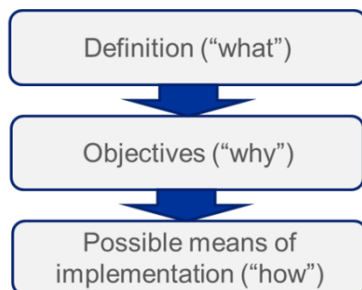 Definition (“what”)
Objectives (“why”)
Possible means of
implementation (“how”)